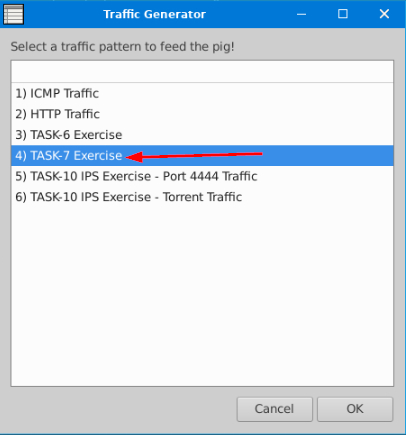 Traffic Generator
Select a traffic pattern to feed the pig!
1) ICMP Traffic
2) HTTP Traffic
3) TASK-6 Exercise
4) TASK-7 Exercise
5) TASK-10 IPS Exercise - Port 4444 Traffic
6) TASK-10 IPS Exercise - Torrent Traffic
Cancel OK